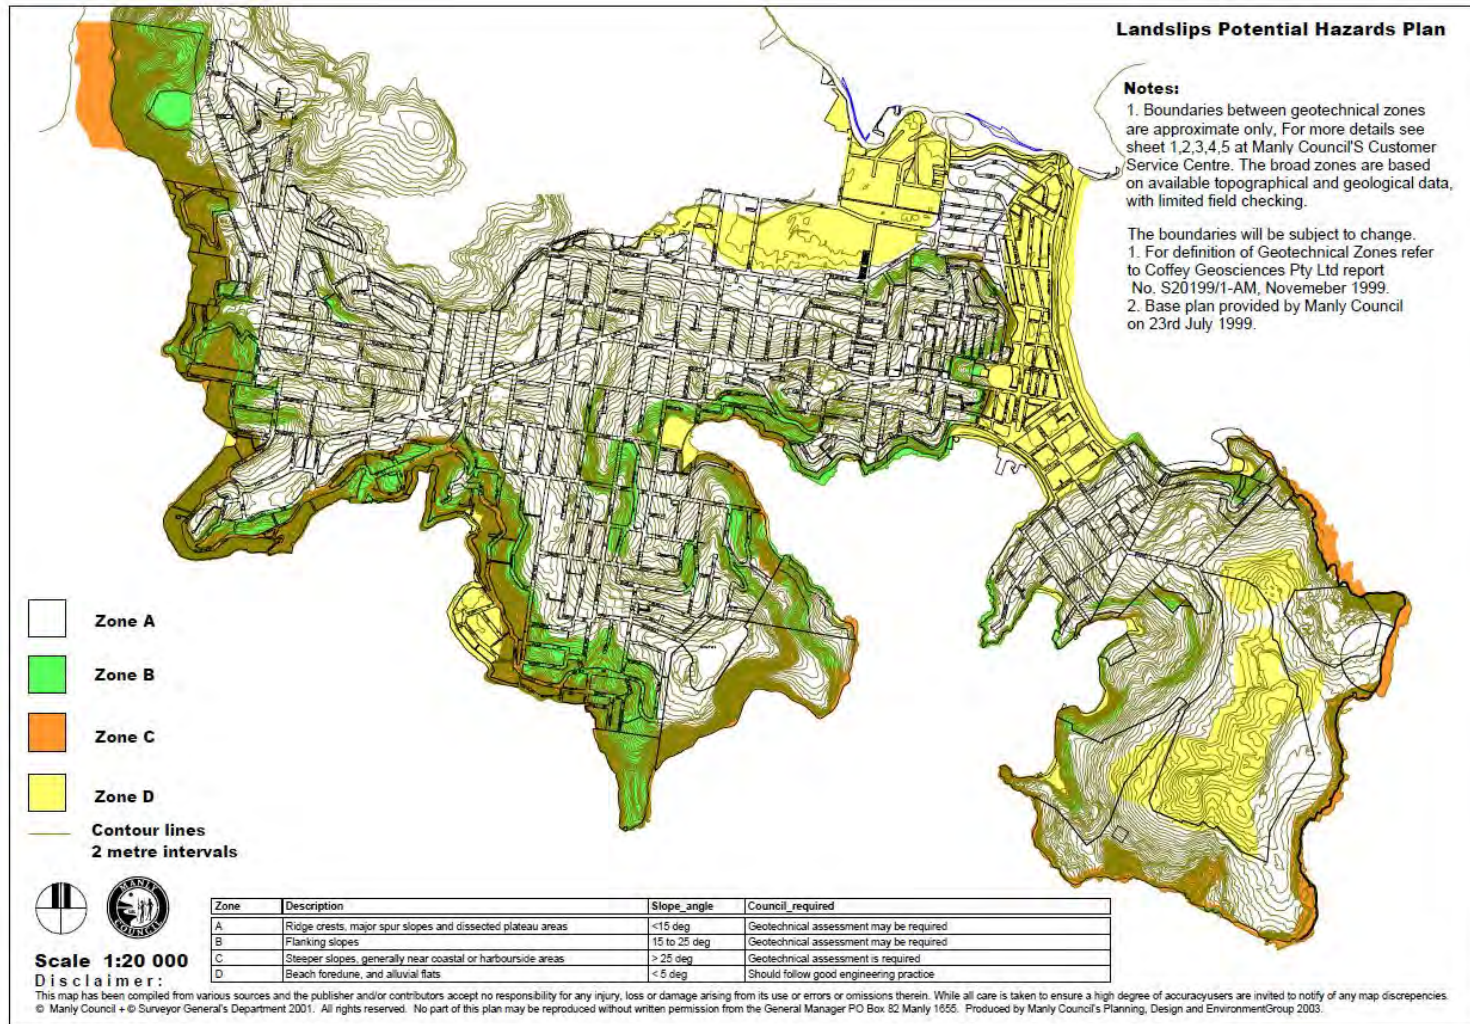 Landslips Potential Hazards Plan
Notes:
1. Boundaries between geotechnical zones
are approximate only, For more details see
sheet 1,2,3,4,5 at Manly Council'S Customer
Service Centre. The broad zones are based
on available topographical and geological data,
with limited field checking.
The boundaries will be subject to change.
1. For definition of Geotechnical Zones refer
to Coffey Geosciences Pty Ltd report
No. S20199/1-AM, Novemeber 1999.
2. Base plan provided by Manly Council
on 23rd July 1999.
Zone A
Zone B
Zone C
Zone D
Contour lines
2 metre intervals
MANLY COUNCIL
Scale 1:20 000
Zone Description Slope_angle Council_required
A Ridge crests, major spur slopes and dissected plateau areas <15 deg Geotechnical assessment may be required
B Flanking slopes 15 to 25 deg Geotechnical assessment may be required
C Steeper slopes, generally near coastal or harbourside areas > 25 deg Geotechnical assessment is required
D Beach foredune, and alluvial flats < 5 deg Should follow good engineering practice
Disclaimer:
This map has been compiled from various sources and the publisher and/or contributors accept no responsibility for any injury, loss or damage arising from its use or errors or omissions therein. While all care is taken to ensure a high degree of accuracyusers are invited to notify of any map discrepencies.
© Manly Council + © Surveyor General's Department 2001. All rights reserved. No part of this plan may be reproduced without written permission from the General Manager PO Box 82 Manly 1655. Produced by Manly Council's Planning, Design and EnvironmentGroup 2003.